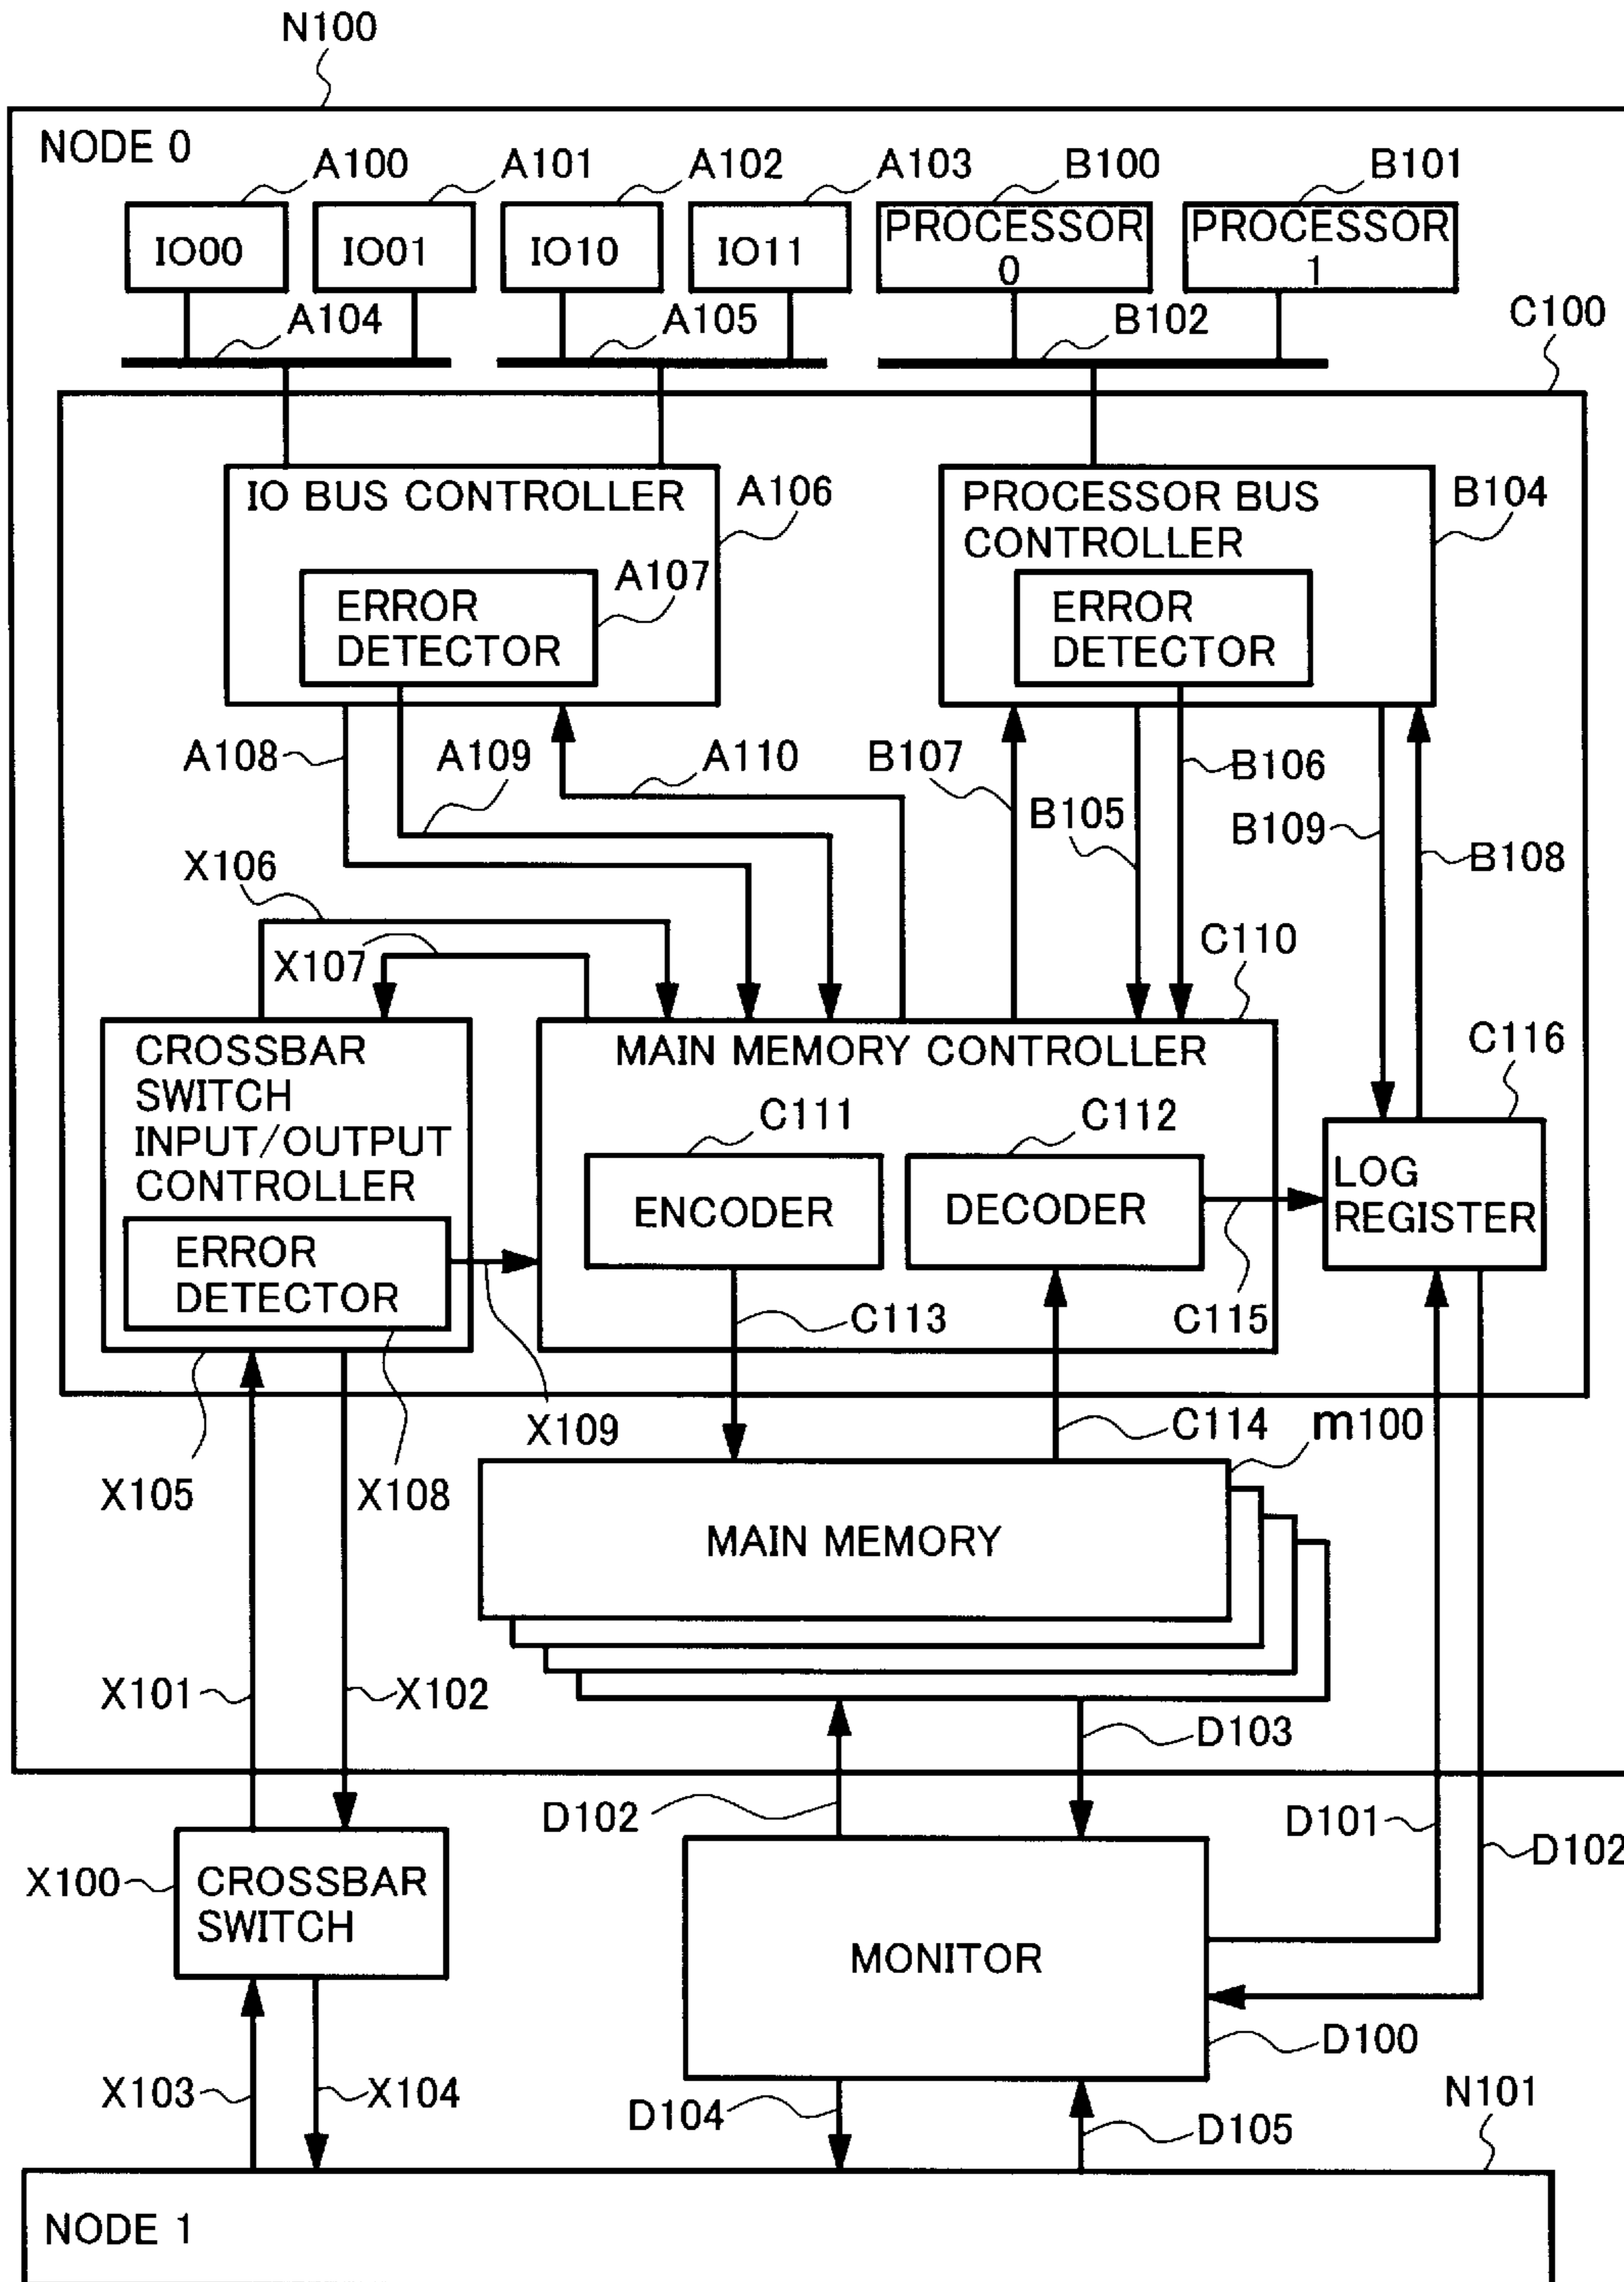 N100
NODE 0
A100
A101
A102
A103
B100
B101
IO00
IO01
IO10
IO11
PROCESSOR
0
PROCESSOR
1
A104
A105
B102
C100
IO BUS CONTROLLER
A106
PROCESSOR BUS
CONTROLLER
B104
A107
ERROR
DETECTOR
ERROR
DETECTOR
A108
A109
A110
B107
B106
B105
B109
B108
X106
X107
C110
CROSSBAR
SWITCH
INPUT/OUTPUT
CONTROLLER
MAIN MEMORY CONTROLLER
C116
C111
C112
ENCODER
DECODER
LOG
REGISTER
ERROR
DETECTOR
C113
C115
X109
C114
m100
X105
X108
MAIN MEMORY
X101
X102
D103
D102
D101
D102
X100
CROSSBAR
SWITCH
MONITOR
D100
X103
X104
D104
D105
N101
NODE 1